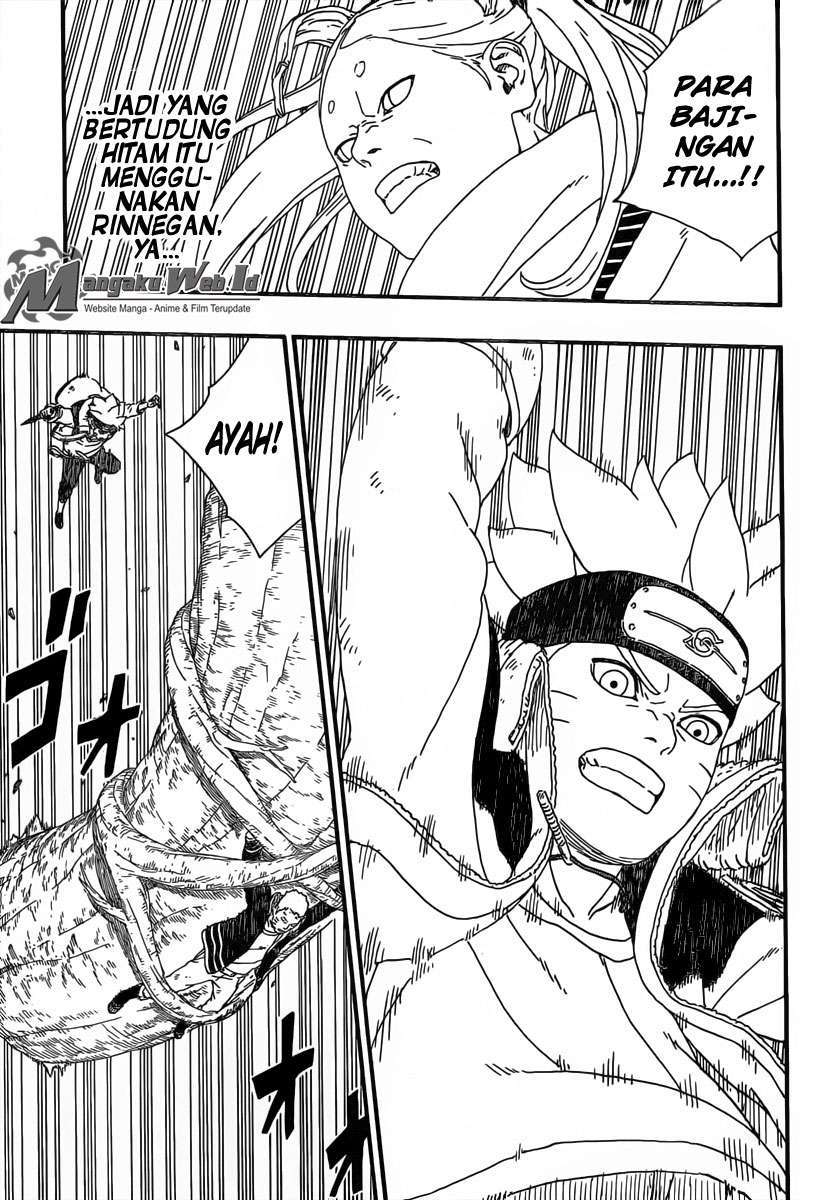 PARA
BAJI-
NGAN
ITU...!!
...JADI YANG
BERTUDUNG
HITAM ITU
MENGGU-
NAKAN
RINNEGAN,
YA...
Mangaku.Web.Id
Website Manga - Anime & Film Terupdate
AYAH!
ゴ
オ
オ
オ